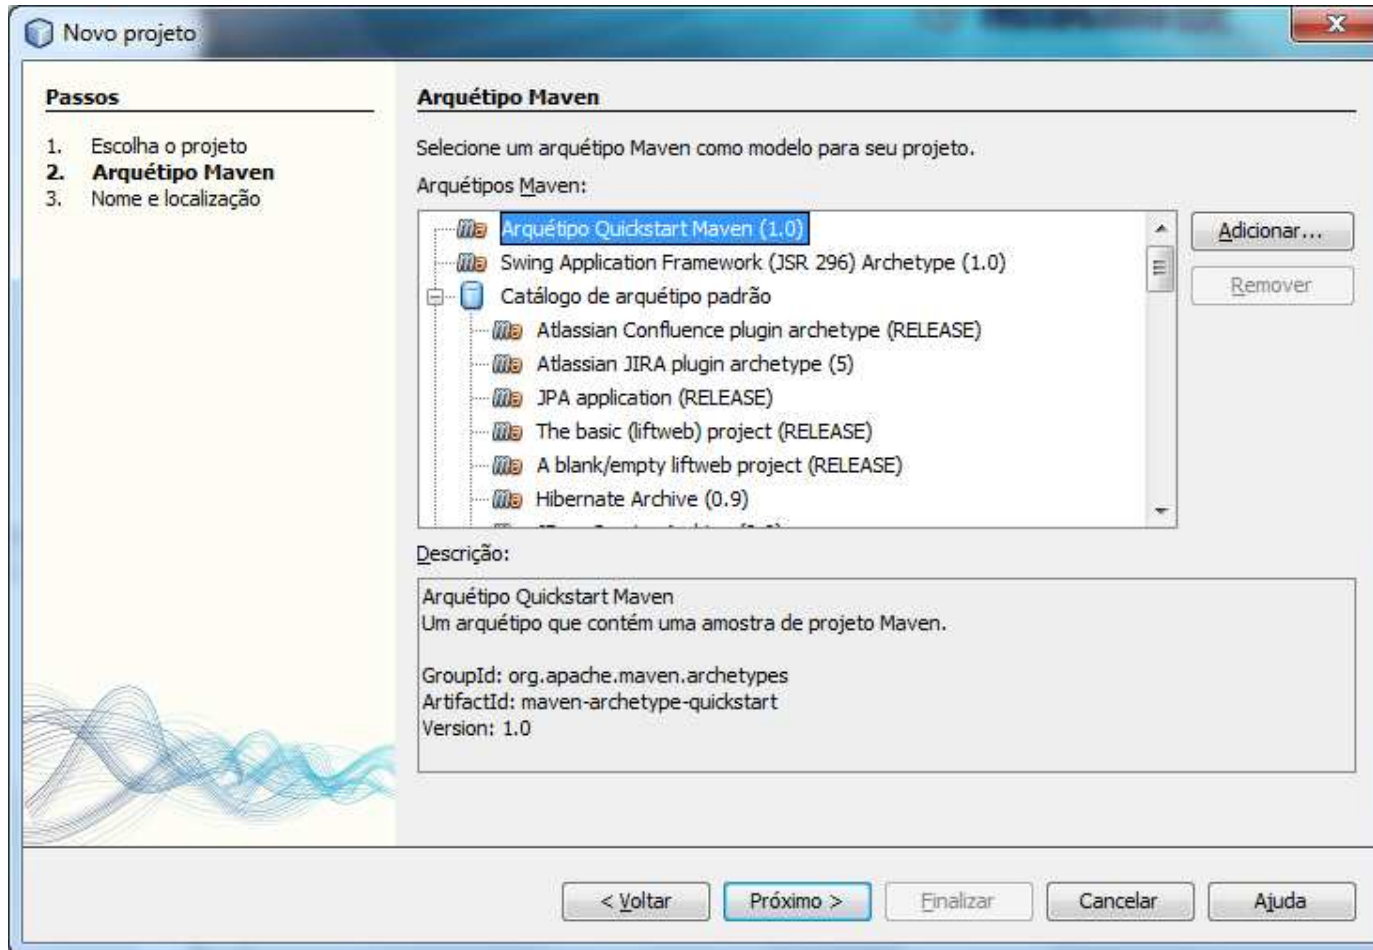 Novo projeto
Passos
1. Escolha o projeto
2. Arquétipo Maven
3. Nome e localização
Arquétipo Maven
Selecione um arquétipo Maven como modelo para seu projeto.
Arquétipos Maven:
Arquétipo Quickstart Maven (1.0)
Swing Application Framework (JSR 296) Archetype (1.0)
Catálogo de arquétipo padrão
Atlassian Confluence plugin archetype (RELEASE)
Atlassian JIRA plugin archetype (5)
JPA application (RELEASE)
The basic (liftweb) project (RELEASE)
A blank/empty liftweb project (RELEASE)
Hibernate Archive (0.9)
Adicionar...
Remover
Descrição:
Arquétipo Quickstart Maven
Um arquétipo que contém uma amostra de projeto Maven.
GroupId: org.apache.maven.archetypes
ArtifactId: maven-archetype-quickstart
Version: 1.0
< Voltar
Próximo >
Finalizar
Cancelar
Ajuda